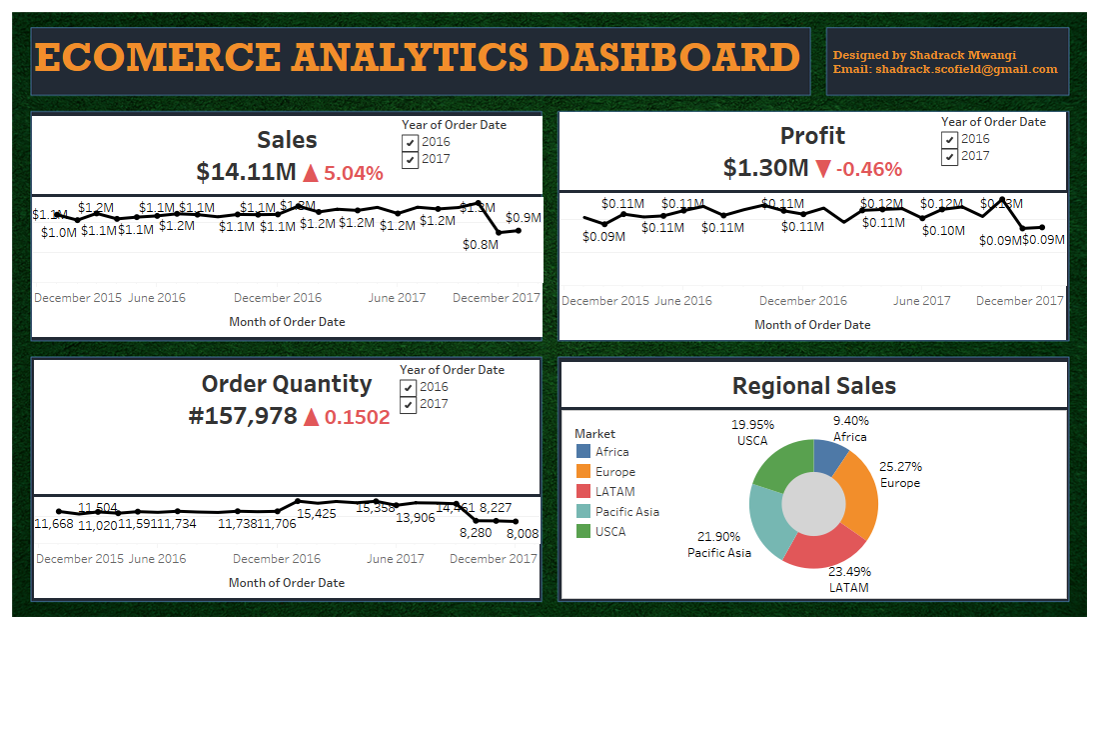 ECOMERCE ANALYTICS DASHBOARD
Designed by Shadrack Mwangi
Email: shadrack.scofield@gmail.com
Sales
$14.11M ▲ 5.04%
Year of Order Date
2016
2017
$1.1M
$1.2M
$1.1M
$1.1M
$1.1M
$1.3M
$1.3M
$0.9M
$1.0M
$1.1M
$1.1M
$1.2M
$1.1M
$1.1M
$1.2M
$1.2M
$1.2M
$1.2M
$0.8M
December 2015
June 2016
December 2016
June 2017
December 2017
Month of Order Date
Profit
$1.30M ▼ -0.46%
Year of Order Date
2016
2017
$0.11M
$0.11M
$0.11M
$0.12M
$0.12M
$0.13M
$0.09M
$0.11M
$0.11M
$0.11M
$0.11M
$0.10M
$0.09M
$0.09M
December 2015
June 2016
December 2016
June 2017
December 2017
Month of Order Date
Order Quantity
#157,978 ▲ 0.1502
Year of Order Date
2016
2017
11,504
15,358
14,461
8,227
11,668
11,020
11,591
11,734
11,738
11,706
15,425
13,906
8,280
8,008
December 2015
June 2016
December 2016
June 2017
December 2017
Month of Order Date
Regional Sales
Market
Africa
Europe
LATAM
Pacific Asia
USCA
19.95%
USCA
9.40%
Africa
25.27%
Europe
21.90%
Pacific Asia
23.49%
LATAM